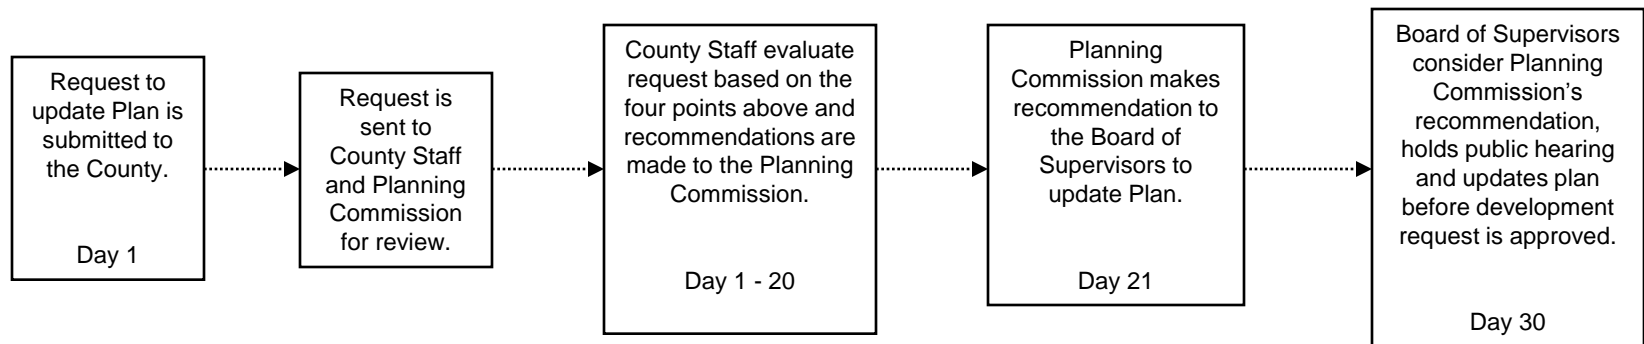 Request to
update Plan is
submitted to
the County.
Day 1
Request is
sent to
County Staff
and Planning
Commission
for review.
County Staff evaluate
request based on the
four points above and
recommendations are
made to the Planning
Commission.
Day 1 - 20
Planning
Commission makes
recommendation to
the Board of
Supervisors to
update Plan.
Day 21
Board of Supervisors
consider Planning
Commission's
recommendation,
holds public hearing
and updates plan
before development
request is approved.
Day 30